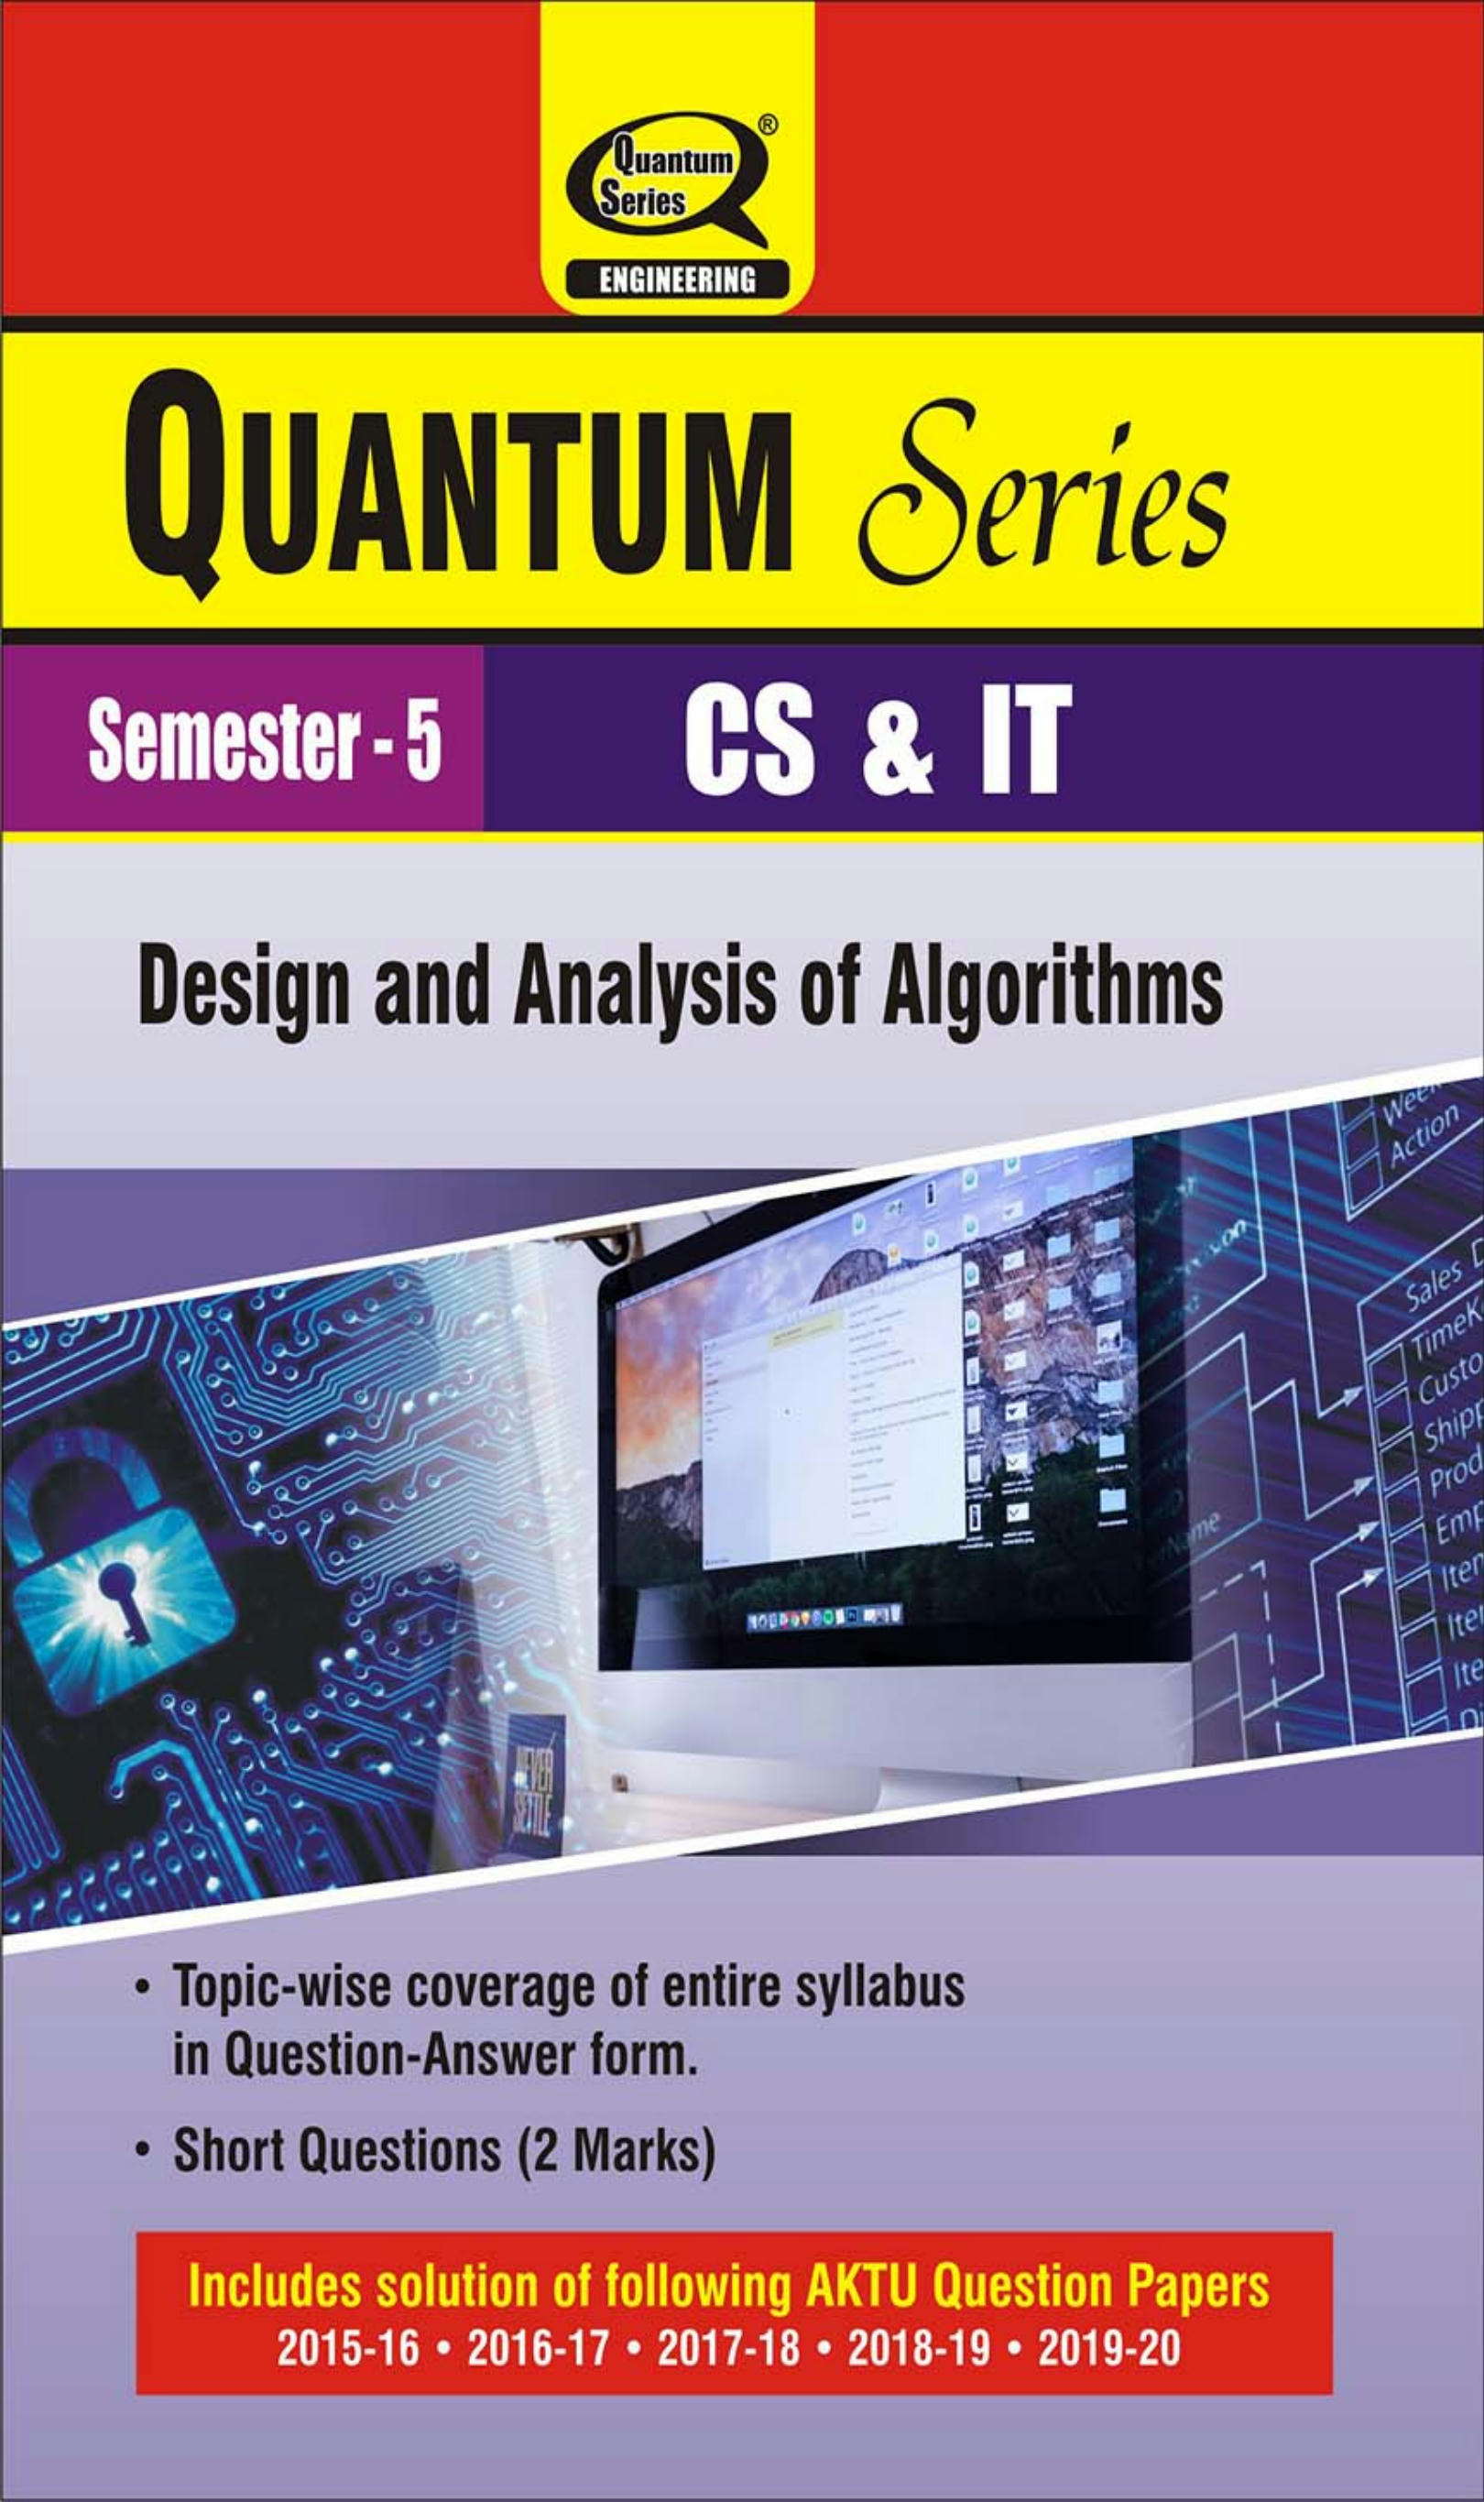 Quantum
Series
®
ENGINEERING
QUANTUM Series
Semester - 5
CS & IT
Design and Analysis of Algorithms
Action
Sales
NEVER
SETTLE
• Topic-wise coverage of entire syllabus
in Question-Answer form.
• Short Questions (2 Marks)
Includes solution of following AKTU Question Papers
2015-16 • 2016-17 • 2017-18 • 2018-19 • 2019-20